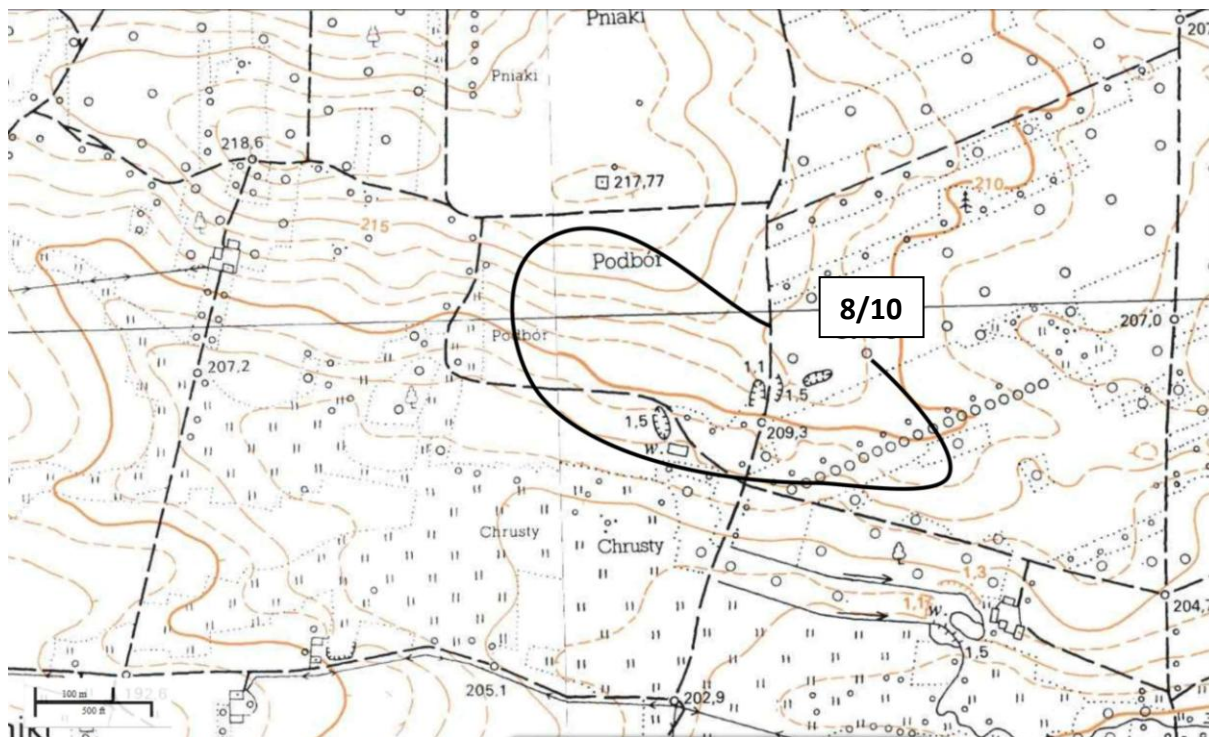 Pniaki
207
Pniaki
218,6
217,77
210
215
Podbór
8/10
207,0
Podbór
207,2
1,1
1,5
1,5
209,3
w
Chrusty
Chrusty
1,3
1,1
w
204,7
1,5
205,1
202,9
192,6
100 m
500 ft